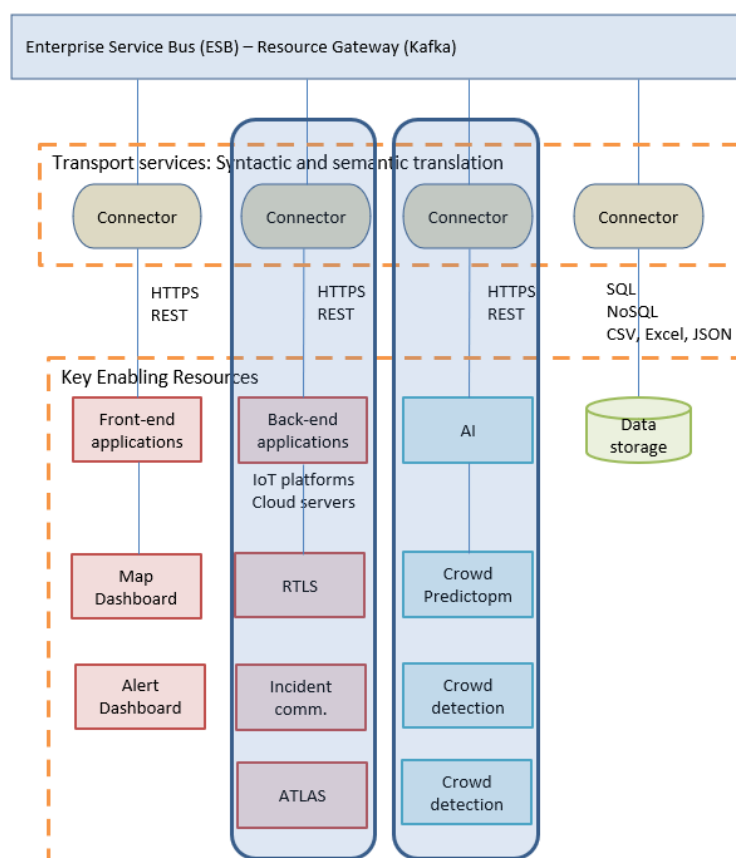 Enterprise Service Bus (ESB) – Resource Gateway (Kafka)
Transport services: Syntactic and semantic translation
Connector
Connector
Connector
Connector
HTTPS
REST
HTTPS
REST
HTTPS
REST
SQL
NoSQL
CSV, Excel, JSON
Key Enabling Resources
Front-end
applications
Back-end
applications
AI
Data
storage
IoT platforms
Cloud servers
Map
Dashboard
RTLS
Crowd
Predictopm
Alert
Dashboard
Incident
comm.
Crowd
detection
ATLAS
Crowd
detection